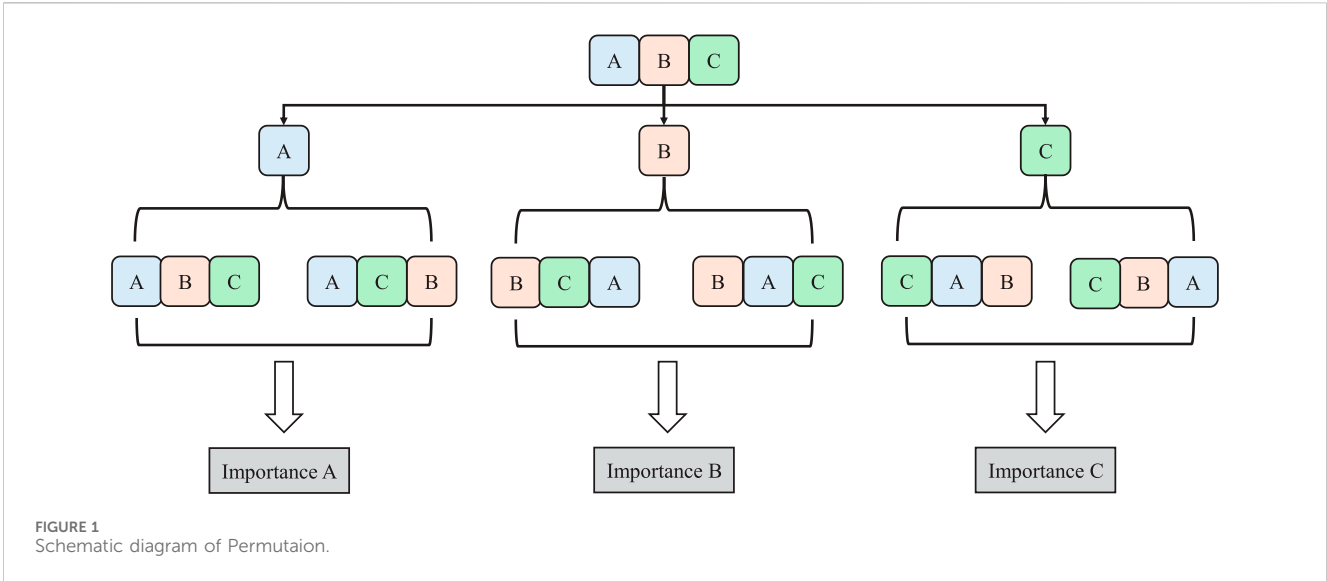 A B C
A B C
A B C A C B B C A B A C C A B C B A
Importance A Importance B Importance C
FIGURE 1
Schematic diagram of Permutaion.